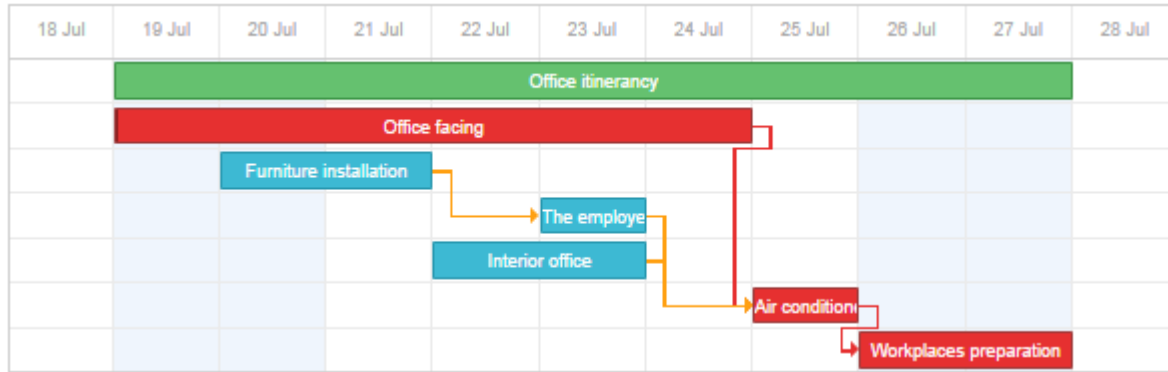 18 Jul 19 Jul 20 Jul 21 Jul 22 Jul 23 Jul 24 Jul 25 Jul 26 Jul 27 Jul 28 Jul
Office itinerancy
Office facing
Furniture installation
The employe
Interior office
Air condition
Workplaces preparation